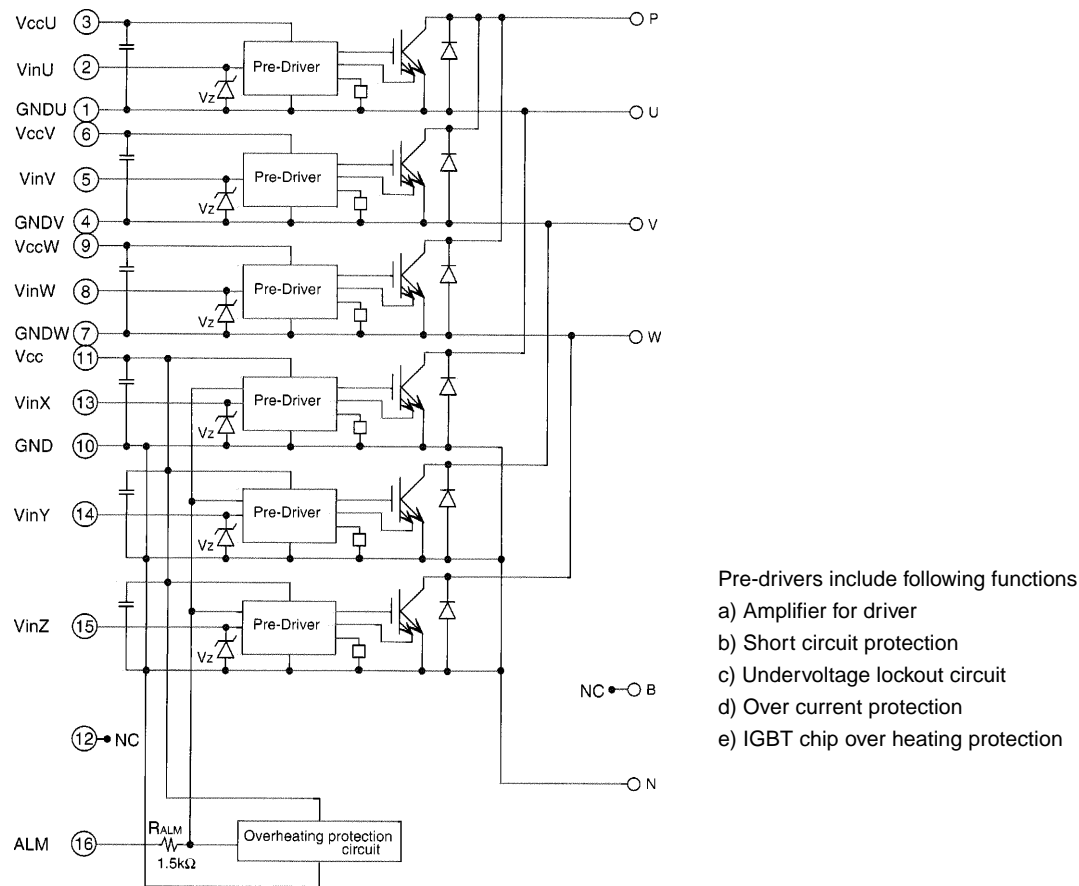 VccU 3
P
VinU 2
Pre-Driver
Vz
GNDU 1
U
VccV 6
VinV 5
Pre-Driver
Vz
GNDV 4
V
VccW 9
VinW 8
Pre-Driver
Vz
GNDW 7
W
Vcc 11
VinX 13
Pre-Driver
Vz
GND 10
VinY 14
Pre-Driver
Vz
VinZ 15
Pre-Driver
Vz
NC B
12 NC
N
ALM 16
RALM
1.5kΩ
Overheating protection
circuit
Pre-drivers include following functions
a) Amplifier for driver
b) Short circuit protection
c) Undervoltage lockout circuit
d) Over current protection
e) IGBT chip over heating protection